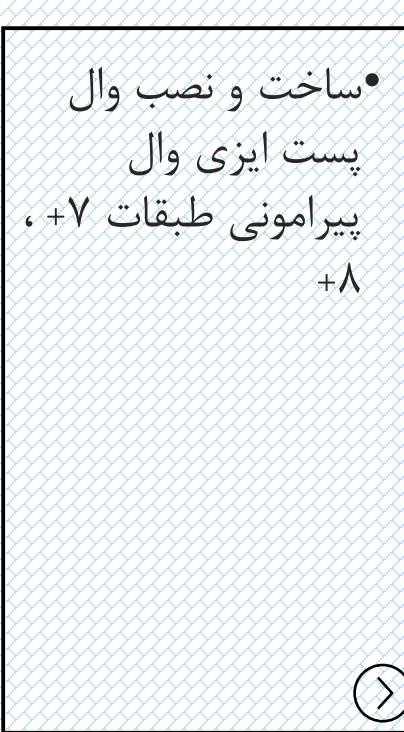 •ساخت و نصب وال
پست ایزی وال
پیرامونی طبقات ۷+ ،
۸+